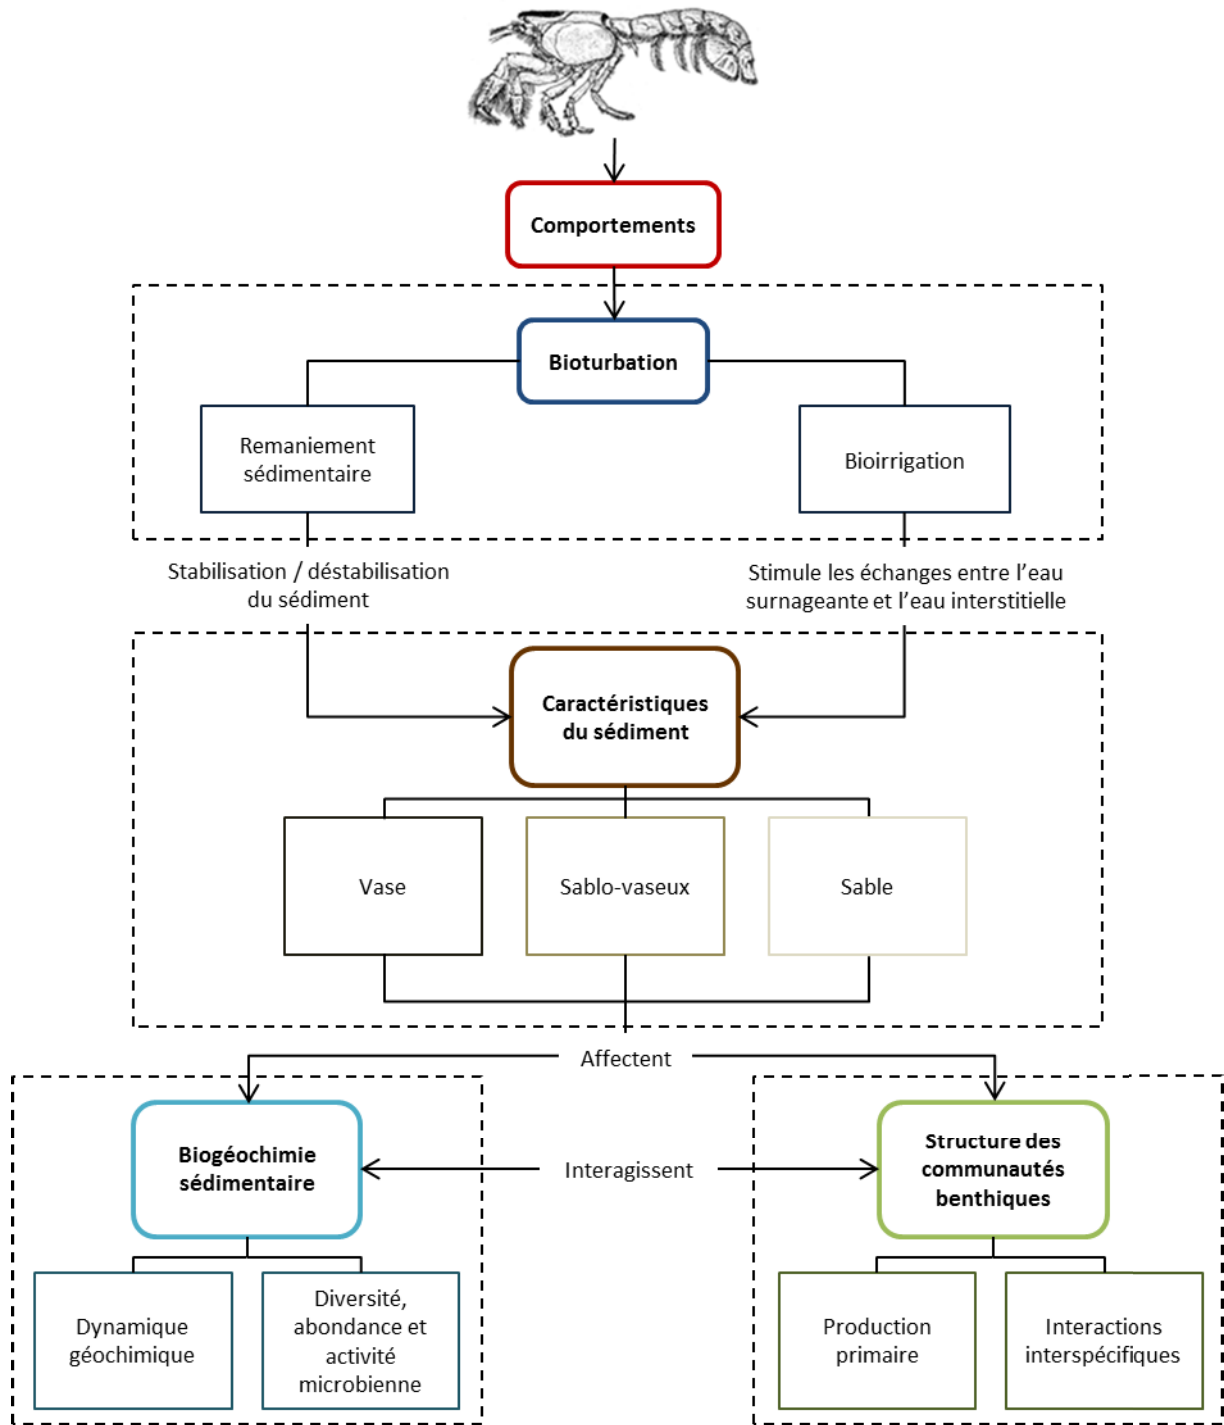 Comportements
Bioturbation
Remaniement
sédimentaire
Bioirrigation
Stabilisation / déstabilisation
du sédiment
Stimule les échanges entre l’eau
surnageante et l’eau interstitielle
Caractéristiques
du sédiment
Vase
Sablo-vaseux
Sable
Affectent
Biogéochimie
sédimentaire
Interagissent
Structure des
communautés
benthiques
Dynamique
géochimique
Diversité,
abondance et
activité
microbienne
Production
primaire
Interactions
interspécifiques